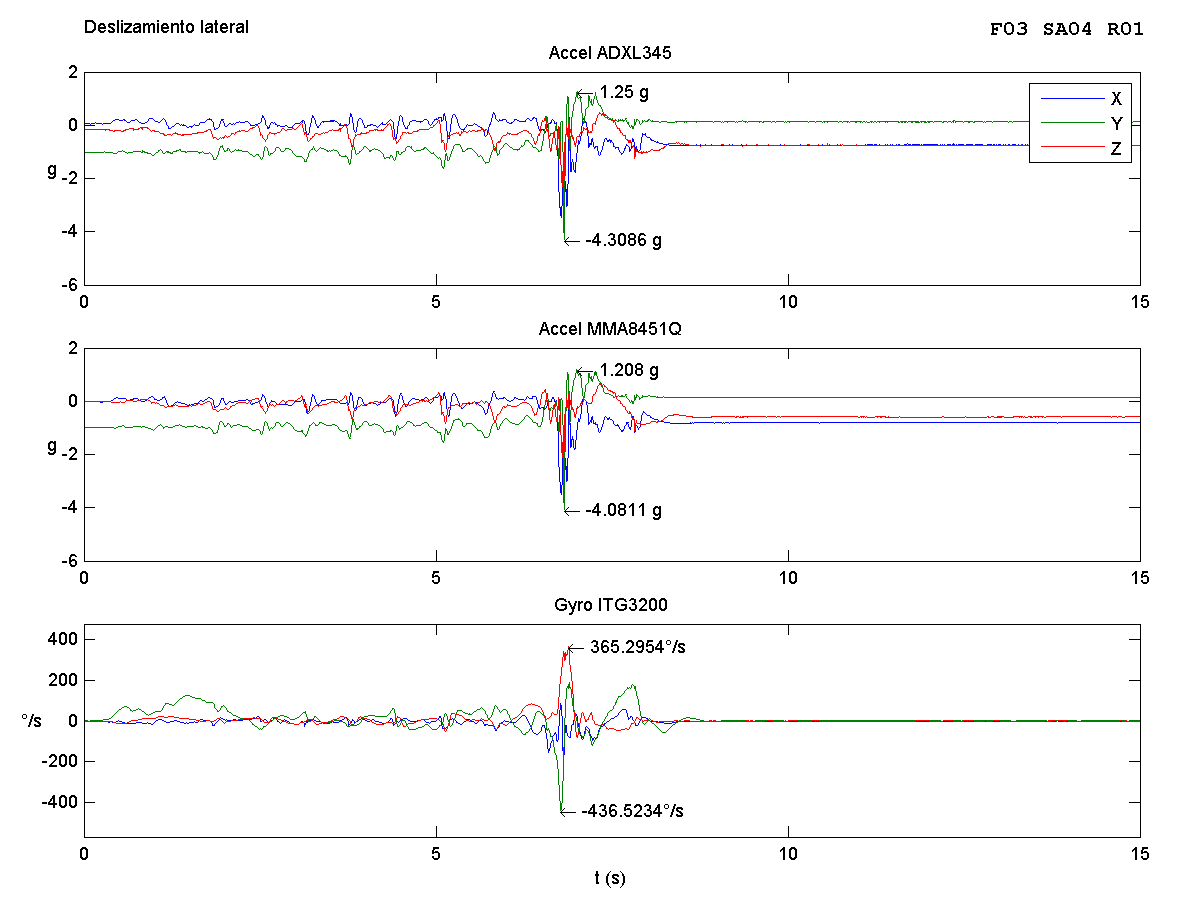 Deslizamiento lateral
F03 SA04 R01
Accel ADXL345
2
0
-2
-4
-6
g
1.25 g
-4.3086 g
X
Y
Z
0
5
10
15
Accel MMA8451Q
2
0
-2
-4
-6
g
1.208 g
-4.0811 g
0
5
10
15
Gyro ITG3200
400
200
0
-200
-400
°/s
365.2954°/s
-436.5234°/s
0
5
10
15
t (s)